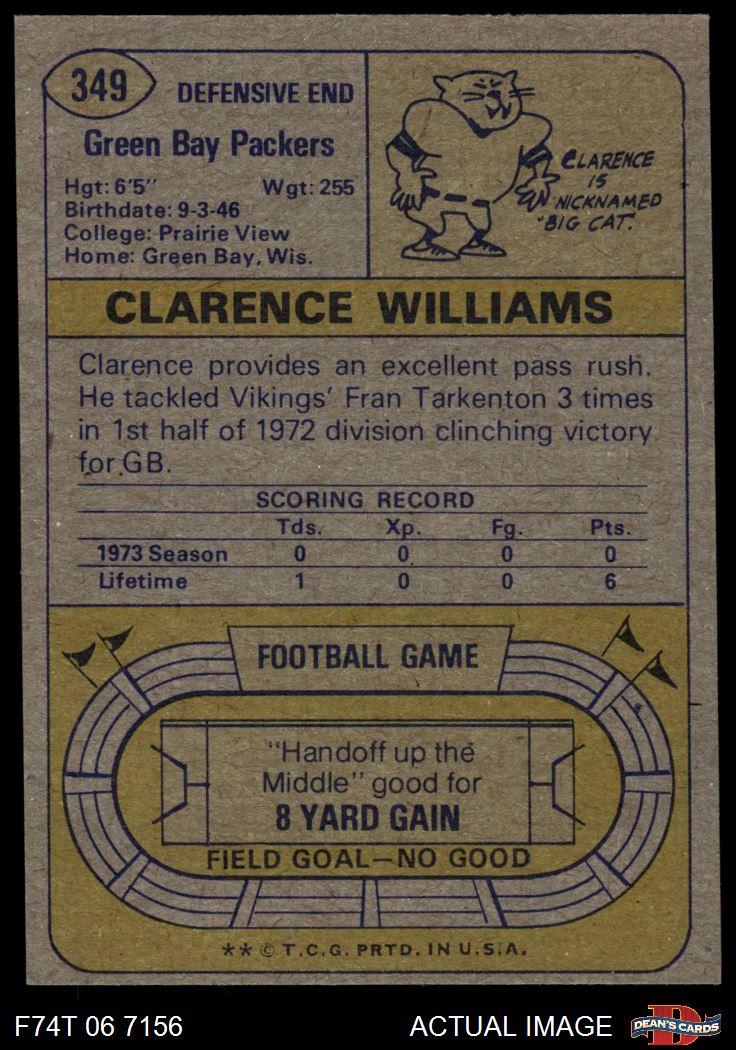 349
DEFENSIVE END
Green Bay Packers
Hgt: 6'5" Wgt: 255
Birthdate: 9-3-46
College: Prairie View
Home: Green Bay, Wis.
CLARENCE
IS
NICKNAMED
"BIG CAT."
CLARENCE WILLIAMS
Clarence provides an excellent pass rush.
He tackled Vikings' Fran Tarkenton 3 times
in 1st half of 1972 division clinching victory
for GB.
SCORING RECORD
Tds. Xp. Fg. Pts.
1973 Season 0 0 0 0
Lifetime 1 0 0 6
FOOTBALL GAME
"Handoff up the
Middle" good for
8 YARD GAIN
FIELD GOAL—NO GOOD
** © T.C.G. PRTD. IN U.S.A.
F74T 06 7156 ACTUAL IMAGE DEAN'S CARDS